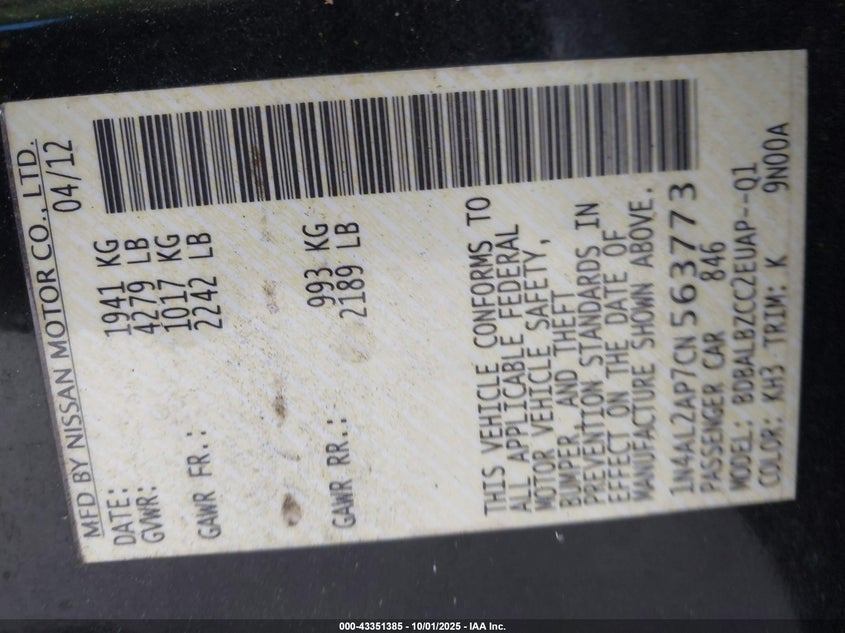 MFD BY NISSAN MOTOR CO., LTD.
DATE: 04/12
GVWR: 1941 KG
4279 LB
GAWR FR.: 1017 KG
2242 LB
GAWR RR.: 993 KG
2189 LB
THIS VEHICLE CONFORMS TO
ALL APPLICABLE FEDERAL
MOTOR VEHICLE SAFETY,
BUMPER, AND THEFT
PREVENTION STANDARDS IN
EFFECT ON THE DATE OF
MANUFACTURE SHOWN ABOVE.
1N4AL2AP7CN563773
PASSENGER CAR 846
MODEL: BDBALBZCC2EUAP--Q1
COLOR: KH3 TRIM: K 9N00A
000-43351385 - 10/01/2025 - IAA Inc.